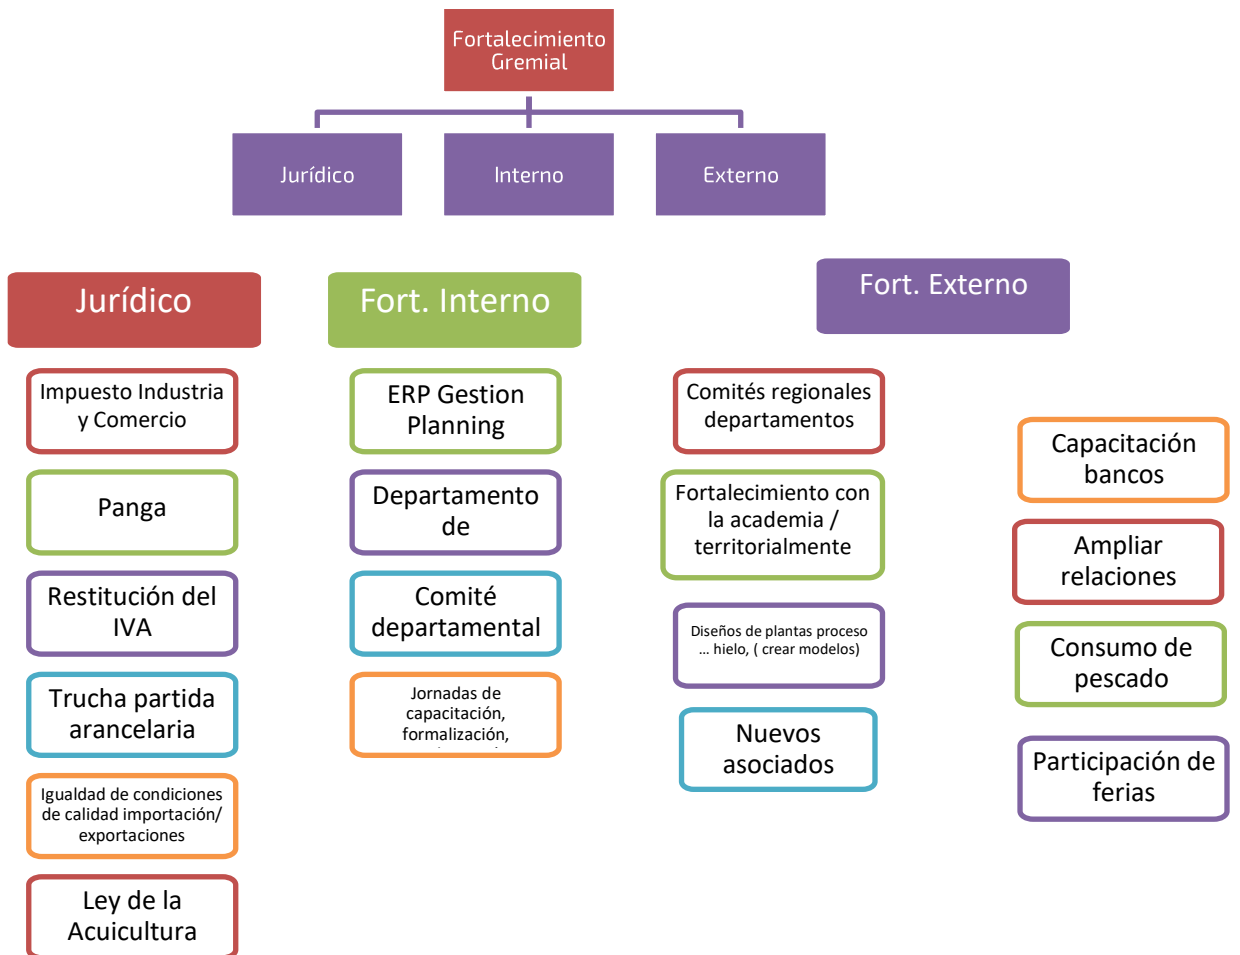 Fortalecimiento
Gremial
Jurídico
Interno
Externo
Jurídico
Impuesto Industria
y Comercio
Panga
Restitución del
IVA
Trucha partida
arancelaria
Igualdad de condiciones
de calidad importación/
exportaciones
Ley de la
Acuicultura
Fort. Interno
ERP Gestion
Planning
Departamento
de
Comité
departamental
Jornadas de
capacitación,
formalización,
Fort. Externo
Comités regionales
departamentos
Fortalecimiento con
la academia /
territorialmente
Diseños de plantas proceso
... hielo, ( crear modelos)
Nuevos
asociados
Capacitación
bancos
Ampliar
relaciones
Consumo de
pescado
Participación de
ferias